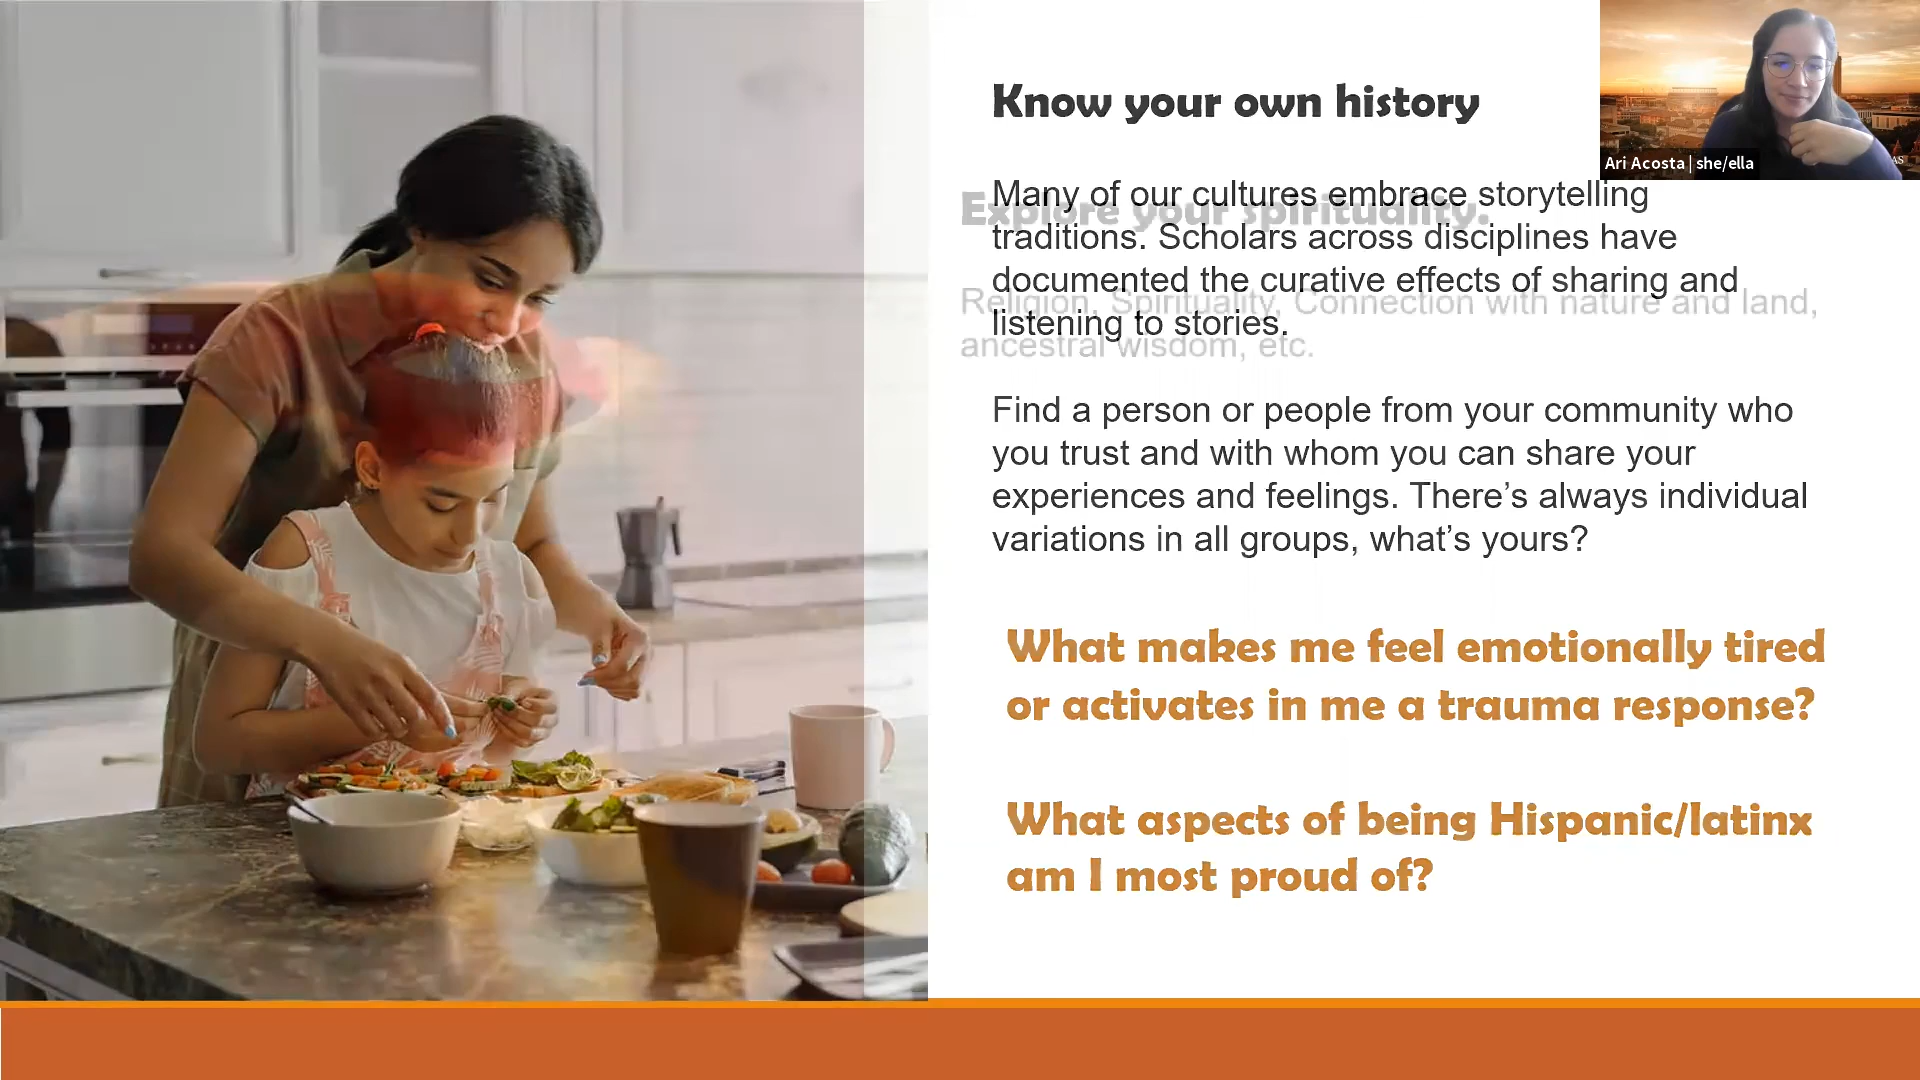 Know your own history
Ari Acosta | she/ella
AS
Many of our cultures embrace storytelling
Explore your spirituality.
traditions. Scholars across disciplines have
documented the curative effects of sharing and
Religion, Spirituality, Connection with nature and land,
listening to stories.
ancestral wisdom, etc.
Find a person or people from your community who
you trust and with whom you can share your
experiences and feelings. There’s always individual
variations in all groups, what’s yours?
What makes me feel emotionally tired
or activates in me a trauma response?
What aspects of being Hispanic/latinx
am I most proud of?